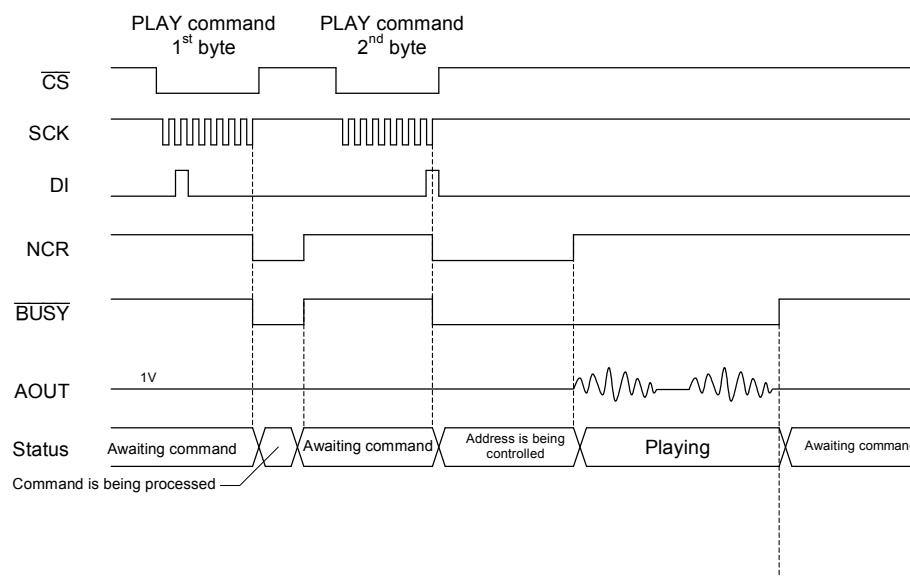 PLAY command
1st byte
PLAY command
2nd byte
CS
SCK
DI
NCR
BUSY
AOUT
1V
Status
Awaiting command
Awaiting command
Address is being
controlled
Playing
Awaiting comman
Command is being processed